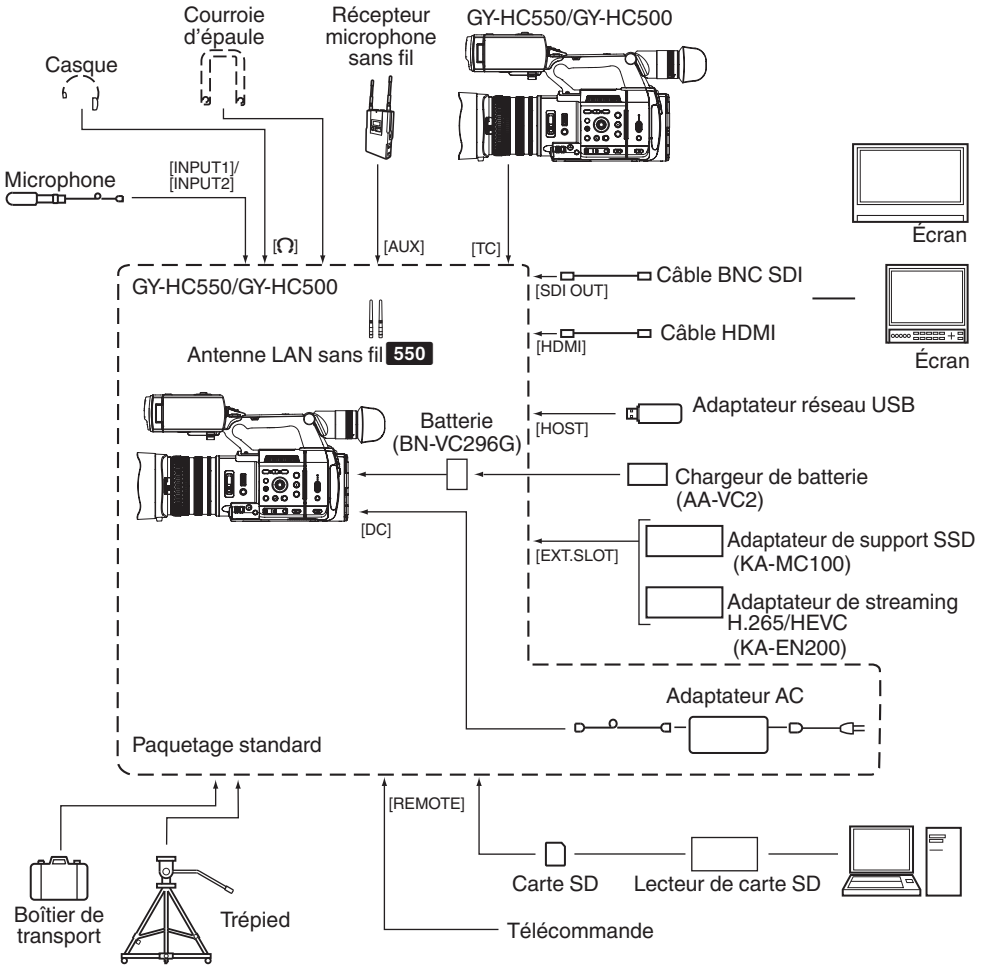 Courroie
d'épaule
Récepteur
microphone
sans fil
GY-HC550/GY-HC500
Casque
Microphone
[INPUT1]/
[INPUT2]
[AUX]
[TC]
Écran
GY-HC550/GY-HC500
[SDI OUT]
Câble BNC SDI
Antenne LAN sans fil 550
[HDMI]
Câble HDMI
Écran
Batterie
(BN-VC296G)
[HOST]
Adaptateur réseau USB
Chargeur de batterie
(AA-VC2)
[DC]
[EXT.SLOT]
Adaptateur de support SSD
(KA-MC100)
Adaptateur de streaming
H.265/HEVC
(KA-EN200)
Adaptateur AC
Paquetage standard
[REMOTE]
Carte SD
Lecteur de carte SD
Boîtier de
transport
Trépied
Télécommande